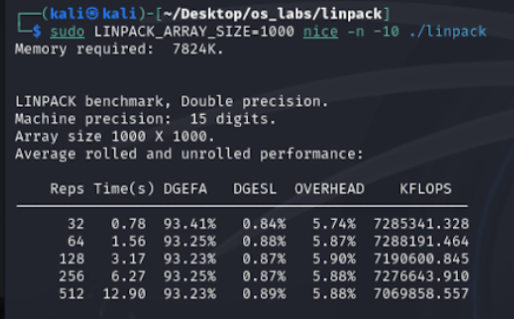 ┌──(kali㉿kali)-[~/Desktop/os_labs/linpack]
└─$ sudo LINPACK_ARRAY_SIZE=1000 nice -n -10 ./linpack
Memory required:  7824K.
LINPACK benchmark, Double precision.
Machine precision:  15 digits.
Array size 1000 X 1000.
Average rolled and unrolled performance:
Reps Time(s) DGEFA   DGESL  OVERHEAD    KFLOPS
32   0.78  93.41%   0.84%   5.74%  7285341.328
64   1.56  93.25%   0.88%   5.87%  7288191.464
128   3.17  93.23%   0.87%   5.90%  7190600.845
256   6.27  93.25%   0.87%   5.88%  7276643.910
512  12.90  93.23%   0.89%   5.88%  7069858.557